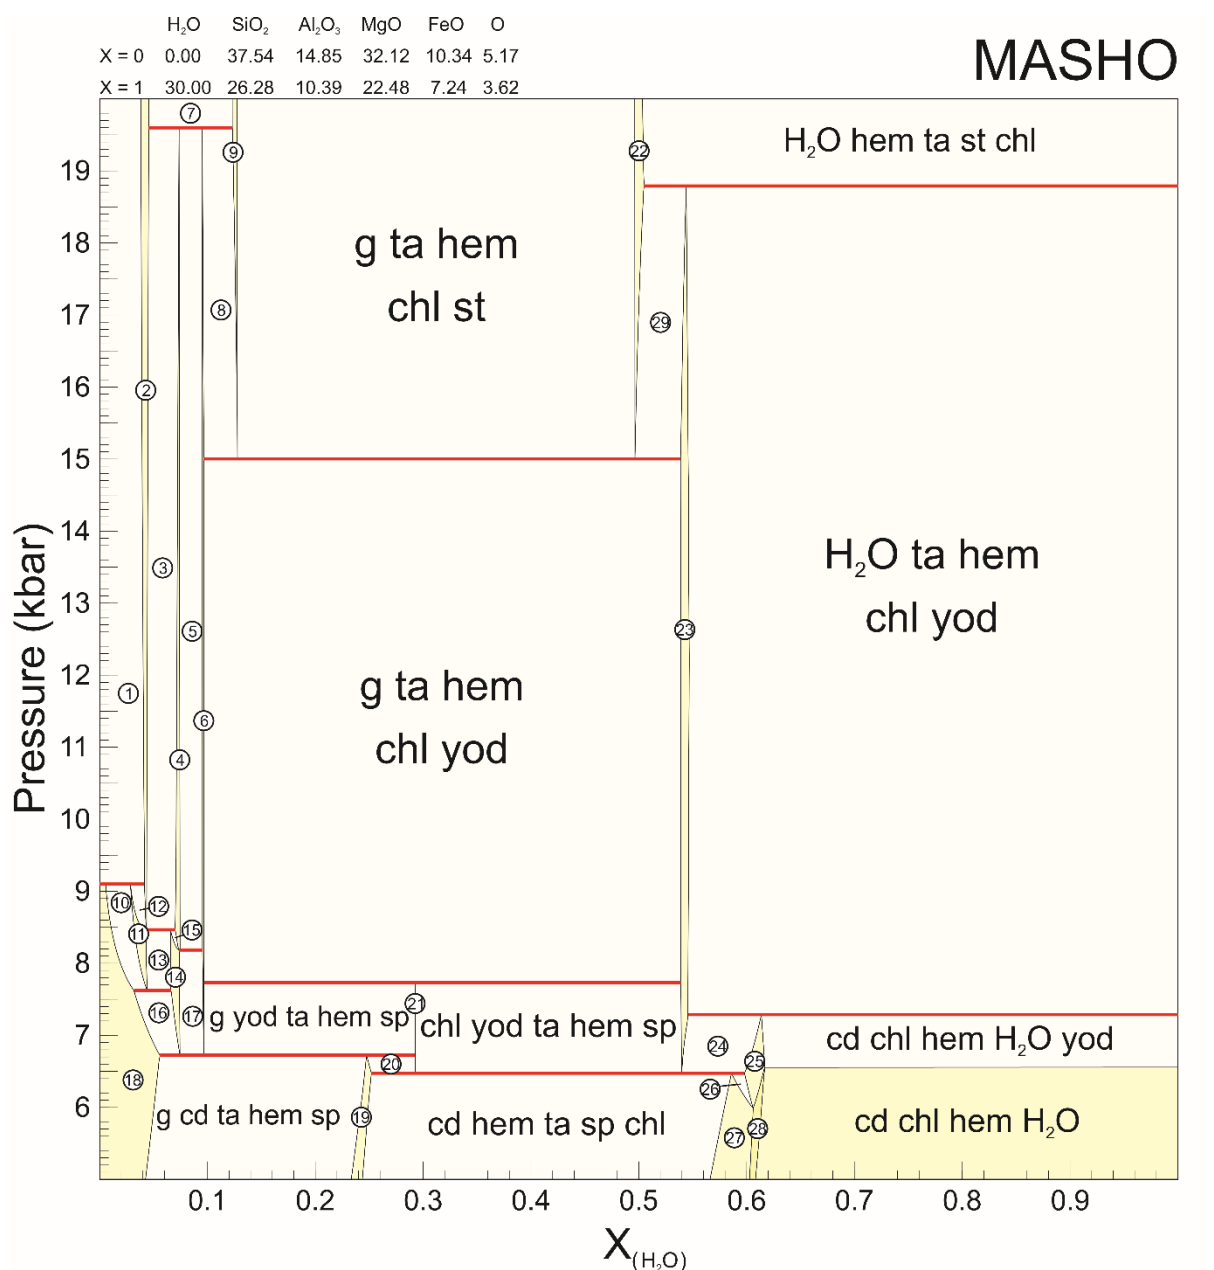 H₂O SiO₂ Al₂O₃ MgO FeO O
X = 0 0.00 37.54 14.85 32.12 10.34 5.17
X = 1 30.00 26.28 10.39 22.48 7.24 3.62
MASHO
7
9
22
H₂O hem ta st chl
19
18
17
16
15
14
13
12
11
10
9
8
7
6
Pressure (kbar)
g ta hem
chl st
8
29
2
3
5
23
H₂O ta hem
chl yod
1
6
g ta hem
chl yod
4
10
12
11
15
13
14
16
17
21
g yod ta hem sp
chl yod ta hem sp
24
25
cd chl hem H₂O yod
18
20
26
g cd ta hem sp
19
cd hem ta sp chl
27
28
cd chl hem H₂O
0.1 0.2 0.3 0.4 0.5 0.6 0.7 0.8 0.9
X(H₂O)